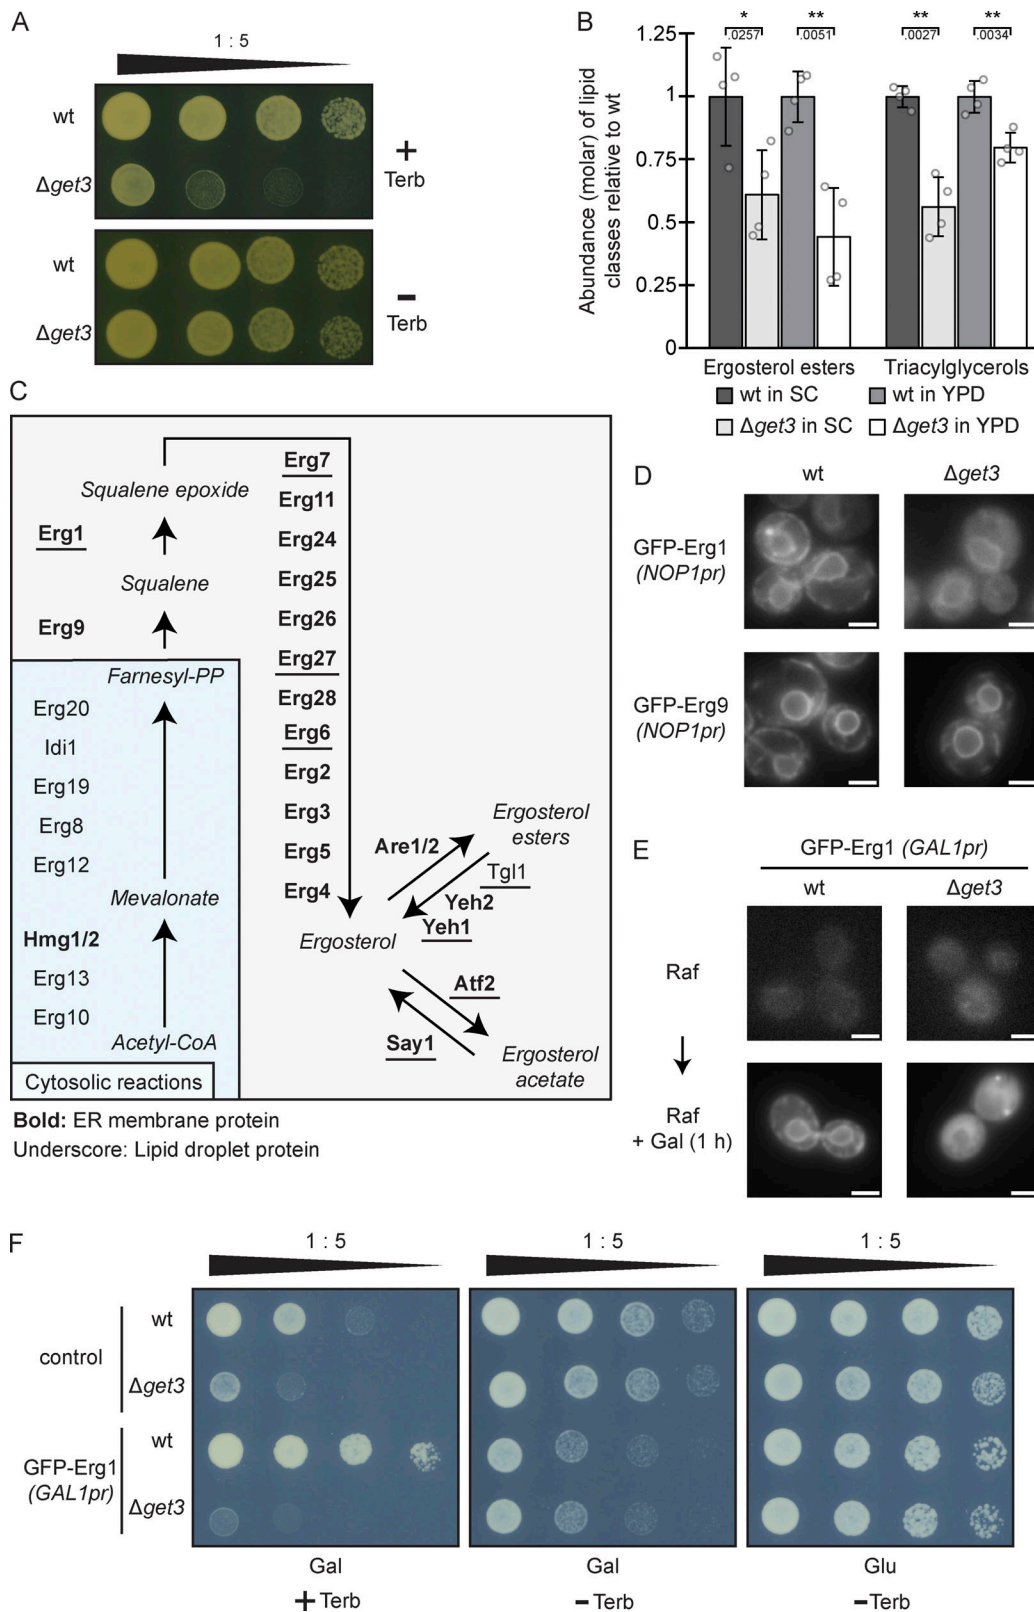 A
1 : 5
wt
Δget3
+
Terb
wt
Δget3
−
Terb
B
Abundance (molar) of lipid
classes relative to wt
1.25
1
0.75
0.5
0.25
0
*
.0257
**
.0051
**
.0027
**
.0034
Ergosterol esters
Triacylglycerols
wt in SC
wt in YPD
Δget3 in SC
Δget3 in YPD
C
Squalene epoxide
Erg1
Squalene
Erg9
Farnesyl-PP
Erg20
Idi1
Erg19
Erg8
Erg12
Mevalonate
Hmg1/2
Erg13
Erg10
Acetyl-CoA
Cytosolic reactions
Erg7
Erg11
Erg24
Erg25
Erg26
Erg27
Erg28
Erg6
Erg2
Erg3
Erg5
Erg4
Ergosterol
Are1/2
Ergosterol
esters
Tgl1
Yeh2
Yeh1
Atf2
Say1
Ergosterol
acetate
Bold: ER membrane protein
Underscore: Lipid droplet protein
D
wt
Δget3
GFP-Erg1
(NOP1pr)
GFP-Erg9
(NOP1pr)
E
GFP-Erg1 (GAL1pr)
wt
Δget3
Raf
Raf
+ Gal (1 h)
F
1 : 5
1 : 5
1 : 5
control
wt
Δget3
GFP-Erg1
(GAL1pr)
wt
Δget3
Gal
+ Terb
Gal
− Terb
Glu
− Terb